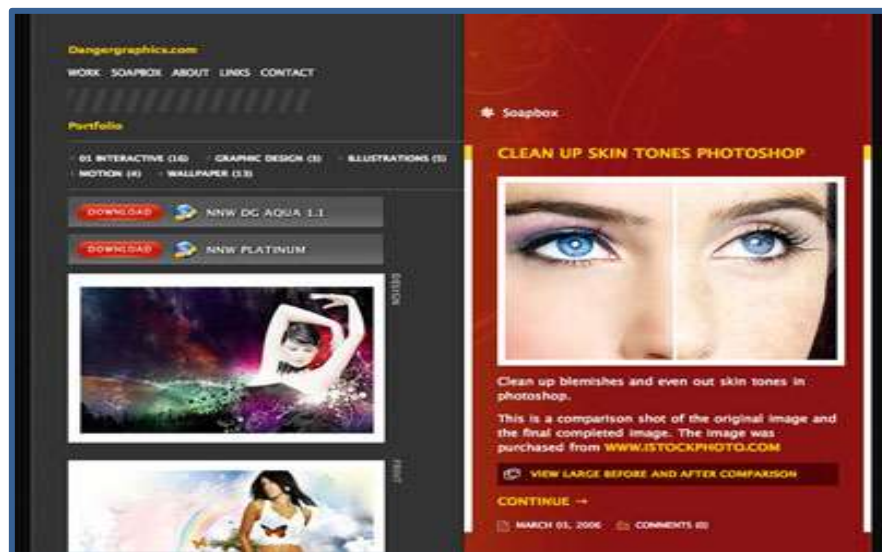 Dangergraphics.com
WORK SOAPBOX ABOUT LINKS CONTACT
Portfolio
01 INTERACTIVE (16) GRAPHIC DESIGN (3) ILLUSTRATIONS (5)
MOTION (4) WALLPAPER (13)
DOWNLOAD NNW DG AQUA 1.1
DOWNLOAD NNW PLATINUM
DESIGN
PRINT
Soapbox
CLEAN UP SKIN TONES PHOTOSHOP
Clean up blemishes and even out skin tones in
photoshop.
This is a comparison shot of the original image and
the final completed image. The image was
purchased from WWW.ISTOCKPHOTO.COM
VIEW LARGE BEFORE AND AFTER COMPARISON
CONTINUE →
MARCH 03, 2006 COMMENTS (0)